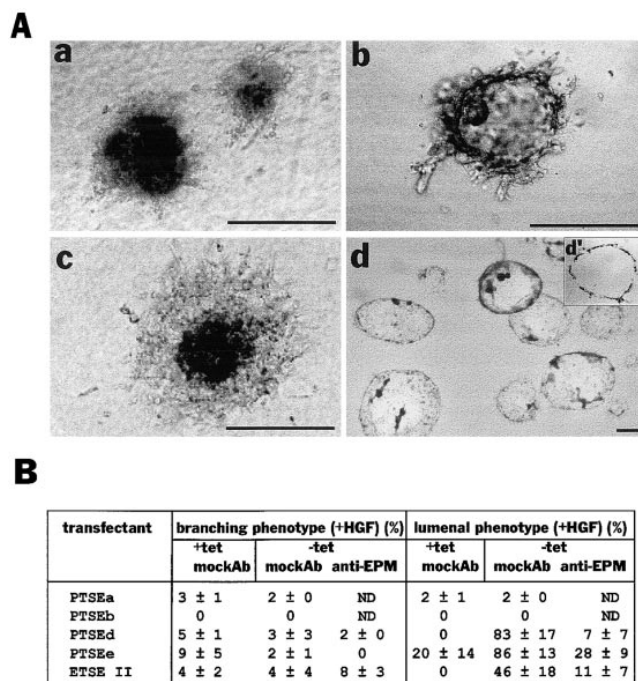 A
a
b
c
d
d'
B
transfectant branching phenotype (+HGF) (%) lumenal phenotype (+HGF) (%)
+tet -tet +tet -tet
mockAb mockAb anti-EPM mockAb mockAb anti-EPM
PTSEa 3 ± 1 2 ± 0 ND 2 ± 1 2 ± 0 ND
PTSEb 0 0 ND 0 0 ND
PTSEd 5 ± 1 3 ± 3 2 ± 0 0 83 ± 17 7 ± 7
PTSEe 9 ± 5 2 ± 1 0 20 ± 14 86 ± 13 28 ± 9
ETSE II 4 ± 2 4 ± 4 8 ± 3 0 46 ± 18 11 ± 7